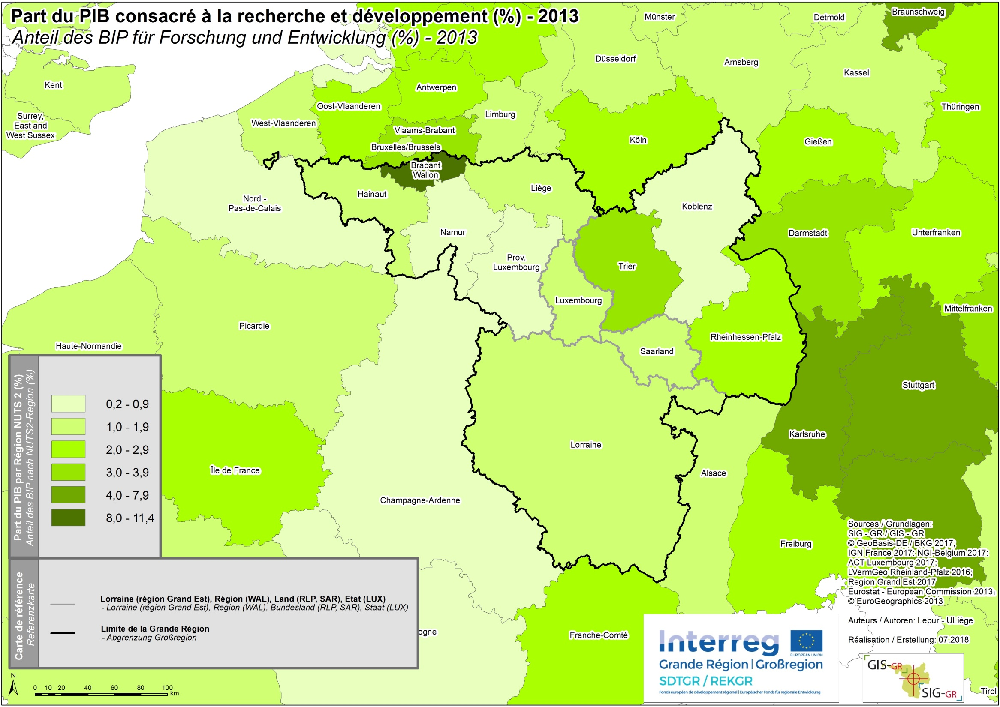 Part du PIB consacré à la recherche et développement (%) - 2013
Anteil des BIP für Forschung und Entwicklung (%) - 2013
Münster
Detmold
Braunschweig
Kent
Düsseldorf
Arnsberg
Kassel
Antwerpen
Surrey,
East and
West Sussex
Oost-Vlaanderen
West-Vlaanderen
Limburg
Thüringen
Vlaams-Brabant
Bruxelles/Brussels
Köln
Gießen
Brabant
Wallon
Hainaut
Liège
Nord -
Pas-de-Calais
Koblenz
Namur
Darmstadt
Unterfranken
Prov.
Luxembourg
Trier
Luxembourg
Mittelfranken
Picardie
Rheinhessen-Pfalz
Haute-Normandie
Saarland
Stuttgart
Karlsruhe
Lorraine
Île de France
Alsace
Champagne-Ardenne
Freiburg
ogne
Franche-Comté
Tirol
Part du PIB par Région NUTS 2 (%)
Anteil des BIP nach NUTS2-Region (%)
0,2 - 0,9
1,0 - 1,9
2,0 - 2,9
3,0 - 3,9
4,0 - 7,9
8,0 - 11,4
Carte de référence
Referenzkarte
Lorraine (région Grand Est), Région (WAL), Land (RLP, SAR), Etat (LUX)
- Lorraine (région Grand Est), Region (WAL), Bundesland (RLP, SAR), Staat (LUX)
Limite de la Grande Région
- Abgrenzung Großregion
N
0 10 20 40 60 80 100
km
Sources / Grundlagen:
SIG - GR / GIS - GR
© GeoBasis-DE / BKG 2017;
IGN France 2017: NGI-Belgium 2017:
ACT Luxembourg 2017;
LVermGeo Rheinland-Pfalz 2016;
Region Grand Est 2017
Eurostat - European Commission 2013,
© EuroGeographics 2013
Auteurs / Autoren: Lepur - ULiège
Réalisation / Erstellung: 07.2018
Interreg
EUROPEAN UNION
Grande Région | Großregion
SDTGR / REKGR
Fonds européen de développement régional | Europäischer Fonds für regionale Entwicklung
GIS-GR
SIG-GR